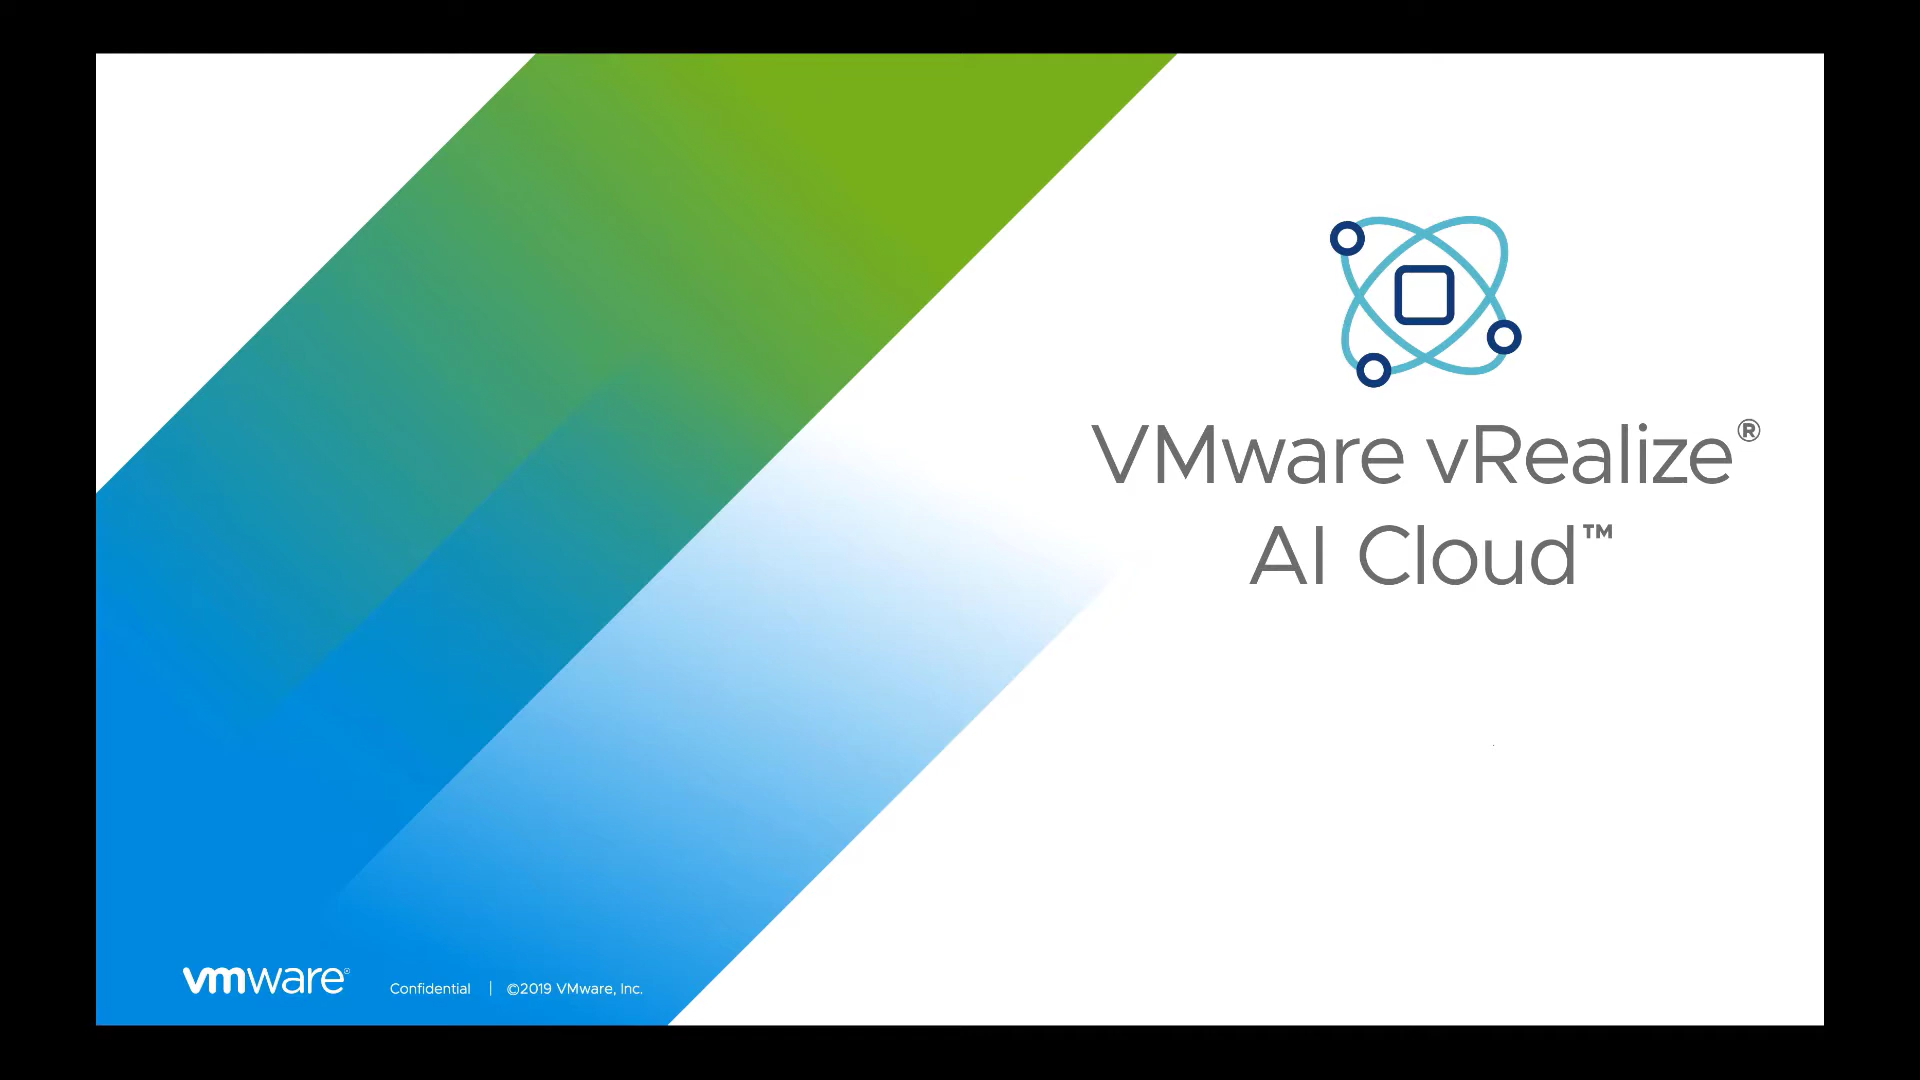 VMware vRealize®
AI Cloud™
vmware®
Confidential | ©2019 VMware, Inc.